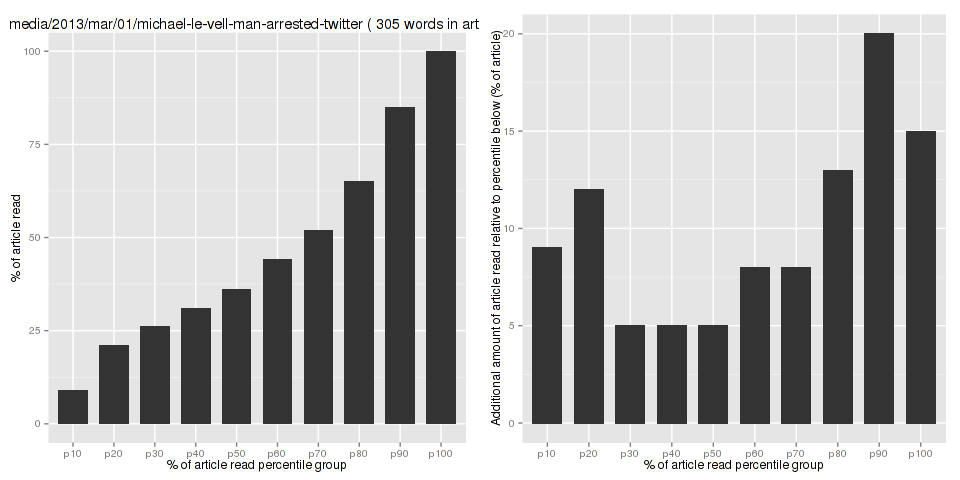 media/2013/mar/01/michael-le-vell-man-arrested-twitter ( 305 words in art
% of article read
100
75
50
25
0
p10 p20 p30 p40 p50 p60 p70 p80 p90 p100
% of article read percentile group
Additional amount of article read relative to percentile below (% of article)
20
15
10
5
0
p10 p20 p30 p40 p50 p60 p70 p80 p90 p100
% of article read percentile group